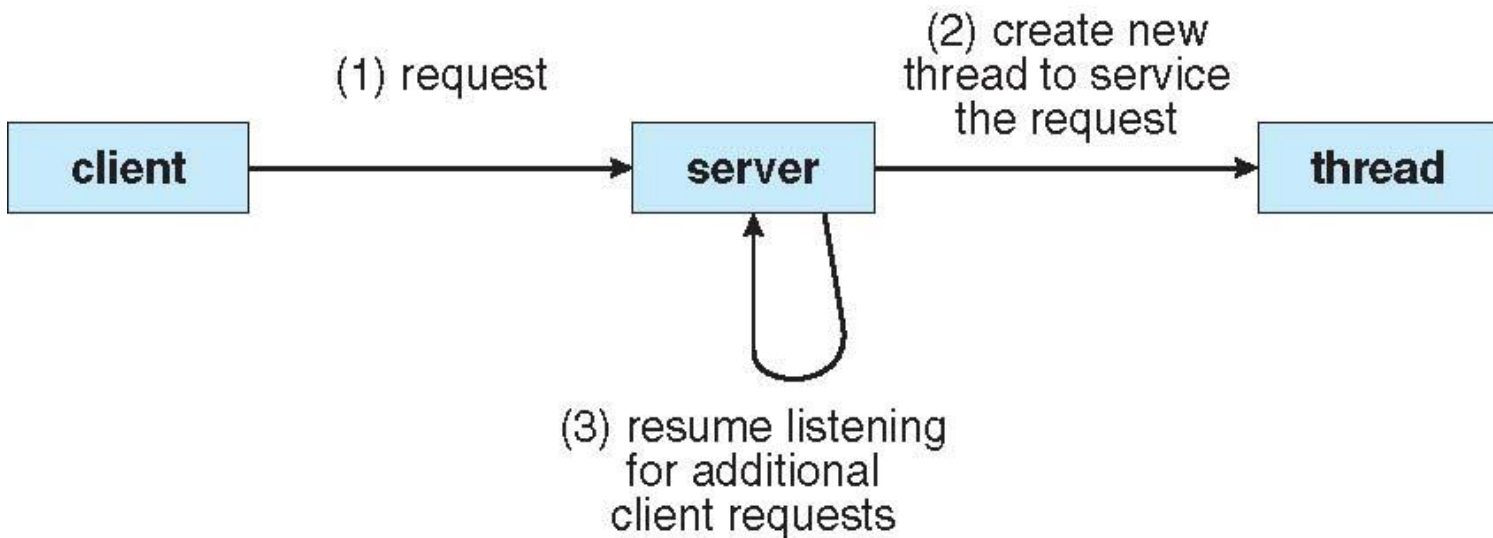 (1) request
(2) create new
thread to service
the request
client
server
thread
(3) resume listening
for additional
client requests